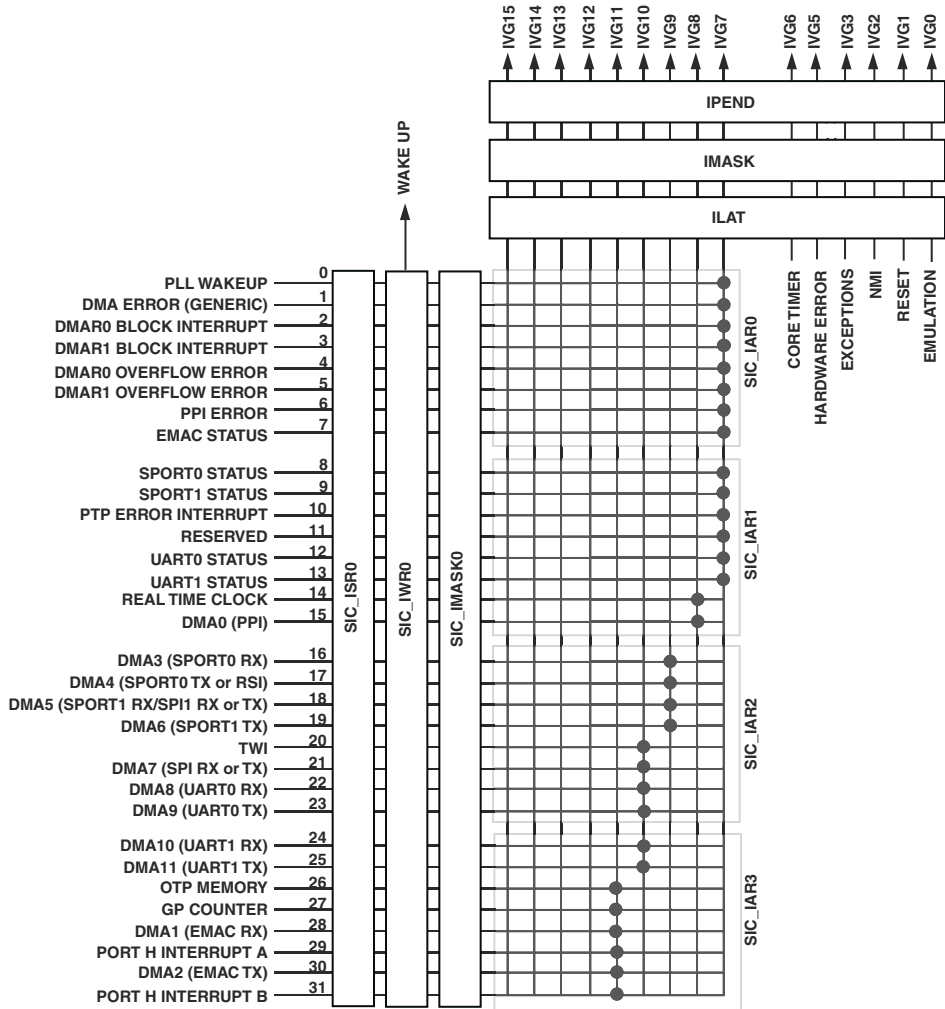 IVG15
IVG14
IVG13
IVG12
IVG11
IVG10
IVG9
IVG8
IVG7
IVG6
IVG5
IVG3
IVG2
IVG1
IVG0
IPEND
IMASK
ILAT
WAKE UP
CORE TIMER
HARDWARE ERROR
EXCEPTIONS
NMI
RESET
EMULATION
PLL WAKEUP 0
DMA ERROR (GENERIC) 1
DMAR0 BLOCK INTERRUPT 2
DMAR1 BLOCK INTERRUPT 3
DMAR0 OVERFLOW ERROR 4
DMAR1 OVERFLOW ERROR 5
PPI ERROR 6
EMAC STATUS 7
SIC_IAR0
SPORT0 STATUS 8
SPORT1 STATUS 9
PTP ERROR INTERRUPT 10
RESERVED 11
UART0 STATUS 12
UART1 STATUS 13
REAL TIME CLOCK 14
DMA0 (PPI) 15
SIC_IAR1
SIC_ISR0
SIC_IWR0
SIC_IMASK0
DMA3 (SPORT0 RX) 16
DMA4 (SPORT0 TX or RSI) 17
DMA5 (SPORT1 RX/SPI1 RX or TX) 18
DMA6 (SPORT1 TX) 19
TWI 20
DMA7 (SPI RX or TX) 21
DMA8 (UART0 RX) 22
DMA9 (UART0 TX) 23
SIC_IAR2
DMA10 (UART1 RX) 24
DMA11 (UART1 TX) 25
OTP MEMORY 26
GP COUNTER 27
DMA1 (EMAC RX) 28
PORT H INTERRUPT A 29
DMA2 (EMAC TX) 30
PORT H INTERRUPT B 31
SIC_IAR3